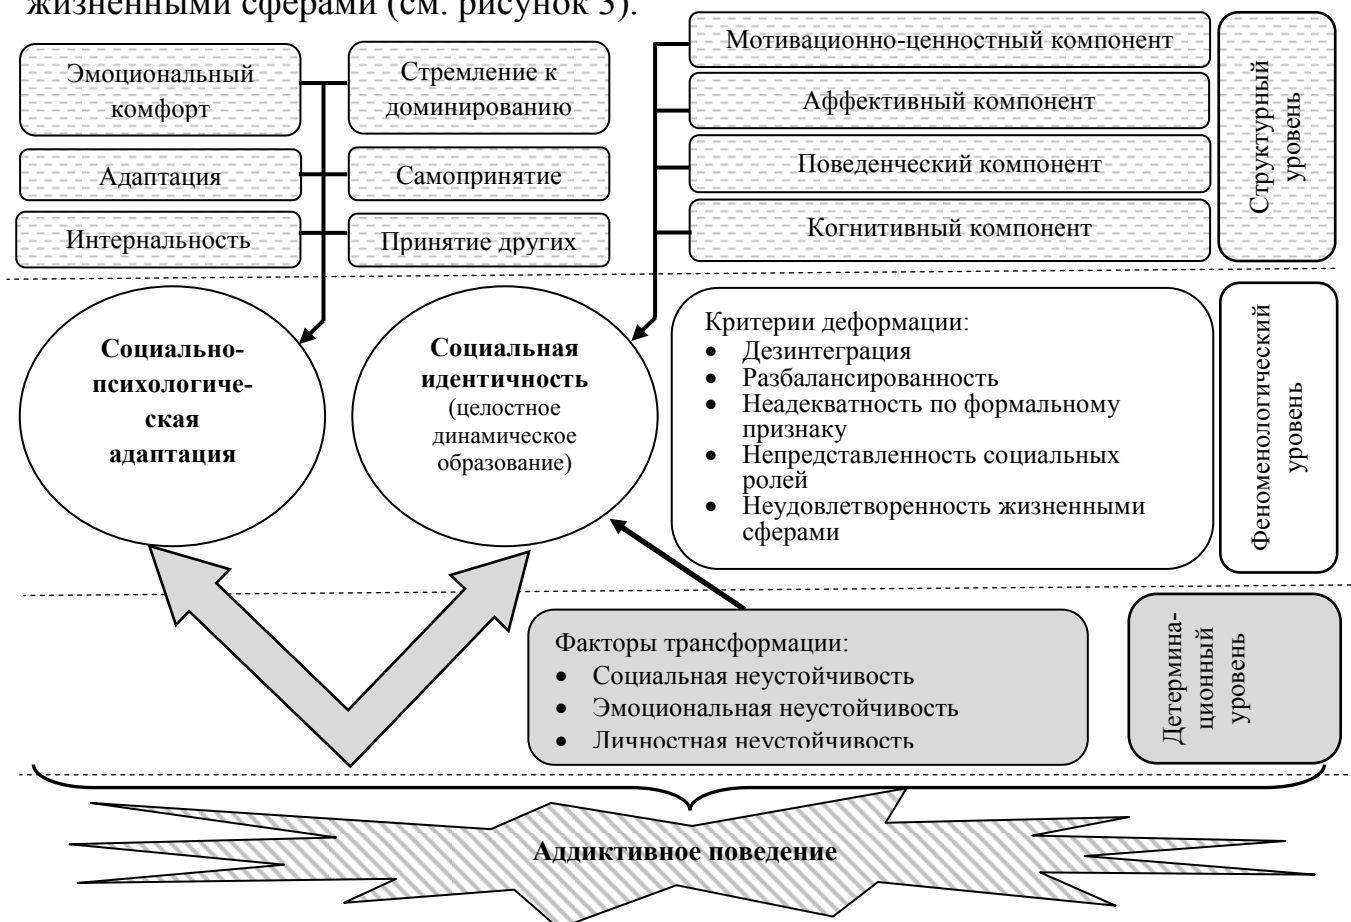 жизненными сферами (см. рисунок 3).
Эмоциональный
комфорт
Стремление к
доминированию
Адаптация
Самопринятие
Интернальность
Принятие других
Мотивационно-ценностный компонент
Аффективный компонент
Поведенческий компонент
Когнитивный компонент
Структурный
уровень
Социально-
психологиче-
ская
адаптация
Социальная
идентичность
(целостное
динамическое
образование)
Критерии деформации:
• Дезинтеграция
• Разбалансированность
• Неадекватность по формальному
признаку
• Непредставленность социальных
ролей
• Неудовлетворенность жизненными
сферами
Феноменологический
уровень
Факторы трансформации:
• Социальная неустойчивость
• Эмоциональная неустойчивость
• Личностная неустойчивость
Детермина-
ционный
уровень
Аддиктивное поведение